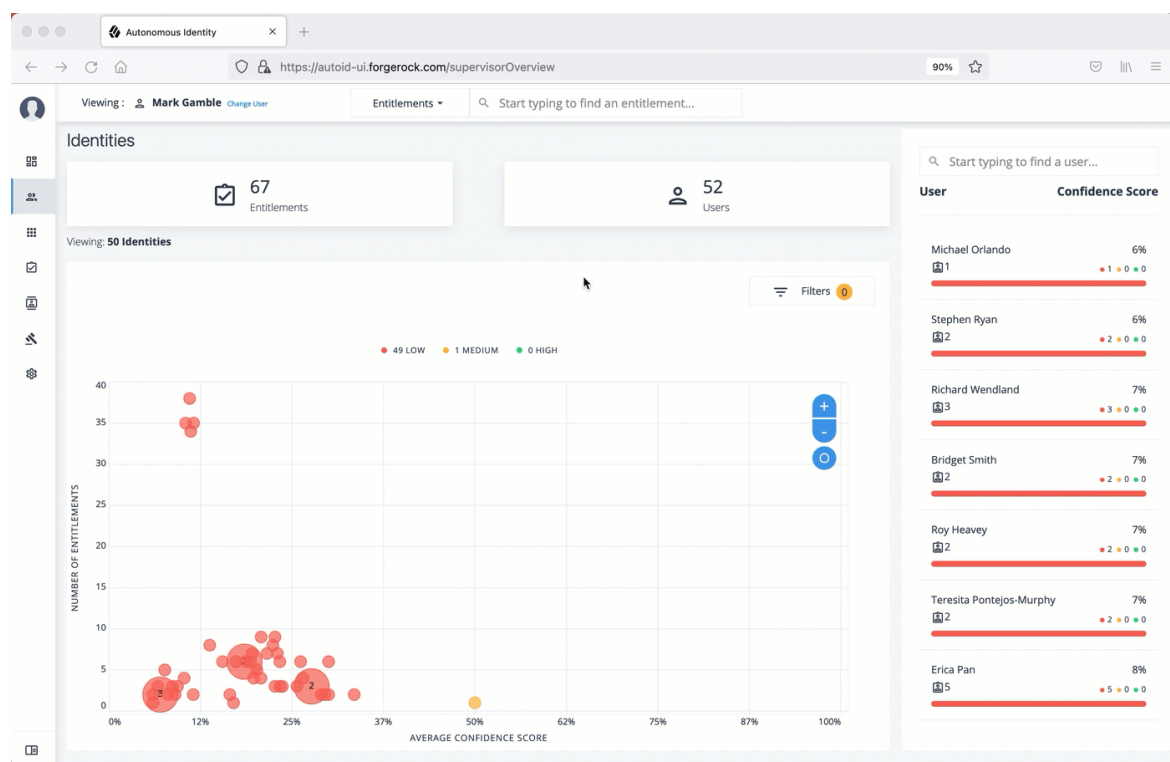 Autonomous Identity
https://autoid-ui.forgerock.com/supervisorOverview
90%
Viewing : Mark Gamble Change User
Entitlements
Start typing to find an entitlement...
Identities
67
Entitlements
52
Users
Viewing: 50 Identities
Filters 0
49 LOW 1 MEDIUM 0 HIGH
40
35
30
25
20
15
10
5
0
NUMBER OF ENTITLEMENTS
3
2
0% 12% 25% 37% 50% 62% 75% 87% 100%
AVERAGE CONFIDENCE SCORE
+
-
Start typing to find a user...
User Confidence Score
Michael Orlando 6%
1 1 0 0
Stephen Ryan 6%
2 2 0 0
Richard Wendland 7%
3 3 0 0
Bridget Smith 7%
2 2 0 0
Roy Heavey 7%
2 2 0 0
Teresita Pontejos-Murphy 7%
2 2 0 0
Erica Pan 8%
5 5 0 0